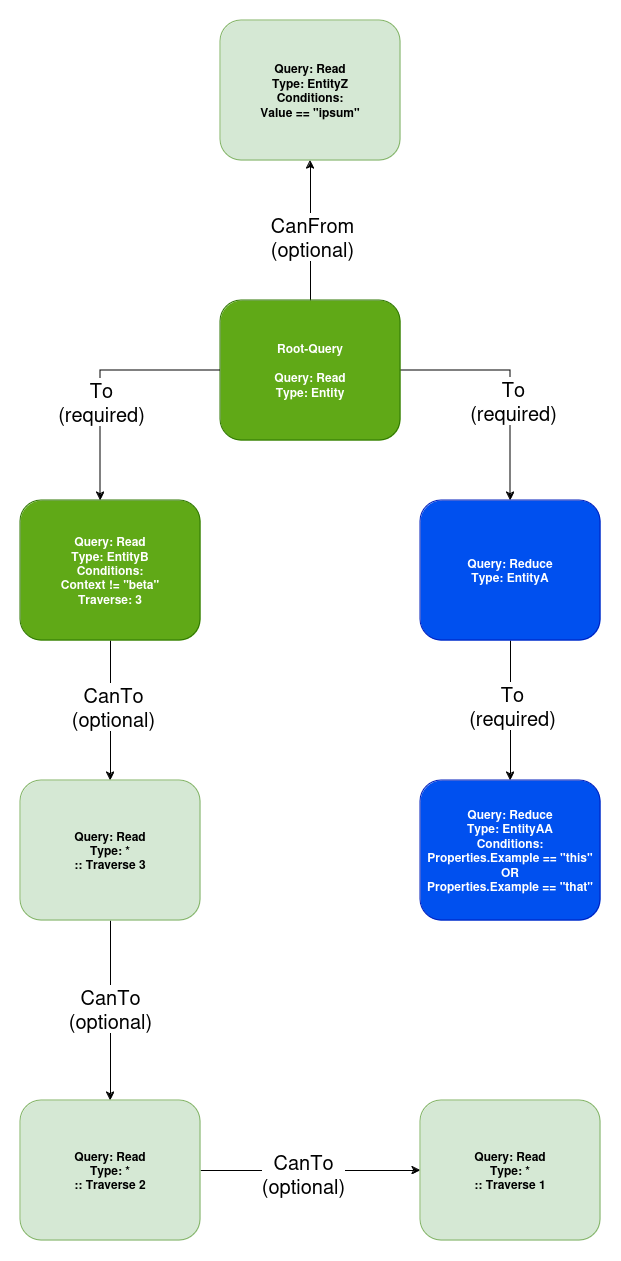 Query: Read
Type: EntityZ
Conditions:
Value == "ipsum"
CanFrom
(optional)
Root-Query
Query: Read
Type: Entity
To
(required)
To
(required)
Query: Read
Type: EntityB
Conditions:
Context != "beta"
Traverse: 3
Query: Reduce
Type: EntityA
CanTo
(optional)
To
(required)
Query: Read
Type: *
:: Traverse 3
Query: Reduce
Type: EntityAA
Conditions:
Properties.Example == "this"
OR
Properties.Example == "that"
CanTo
(optional)
Query: Read
Type: *
:: Traverse 2
CanTo
(optional)
Query: Read
Type: *
:: Traverse 1